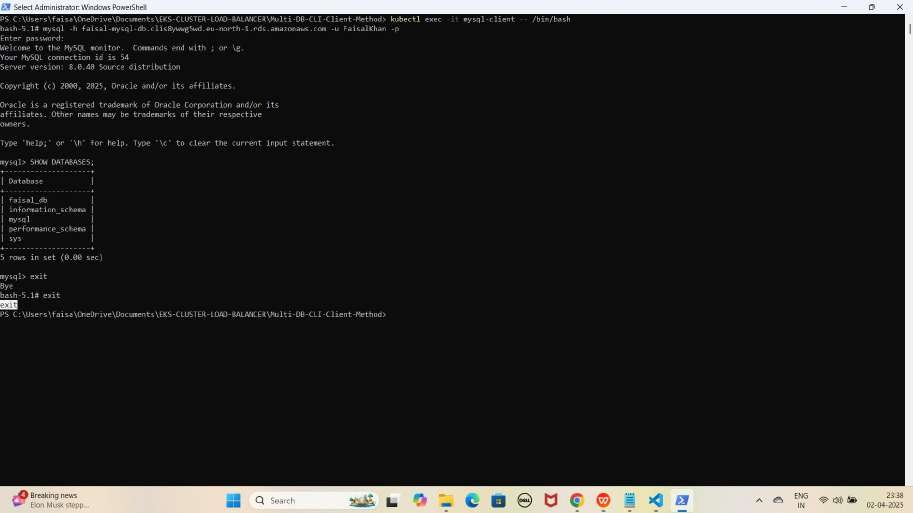 Select Administrator: Windows PowerShell
PS C:\Users\faisa\OneDrive\Documents\EKS-CLUSTER-LOAD-BALANCER\Multi-DB-CLI-Client-Method> kubectl exec -it mysql-client -- /bin/bash
bash-5.1# mysql -h faisal-mysql-db.clis8ywwg5wd.eu-north-1.rds.amazonaws.com -u FaisalKhan -p
Enter password:
Welcome to the MySQL monitor.  Commands end with ; or \g.
Your MySQL connection id is 54
Server version: 8.0.40 Source distribution
Copyright (c) 2000, 2025, Oracle and/or its affiliates.
Oracle is a registered trademark of Oracle Corporation and/or its
affiliates. Other names may be trademarks of their respective
owners.
Type 'help;' or '\h' for help. Type '\c' to clear the current input statement.
mysql> SHOW DATABASES;
+--------------------+
| Database           |
+--------------------+
| faisal_db          |
| information_schema |
| mysql              |
| performance_schema |
| sys                |
+--------------------+
5 rows in set (0.00 sec)
mysql> exit
Bye
bash-5.1# exit
exit
PS C:\Users\faisa\OneDrive\Documents\EKS-CLUSTER-LOAD-BALANCER\Multi-DB-CLI-Client-Method>
4
Breaking news
Elon Musk stepp...
Search
DELL
ENG
IN
23:38
02-04-2025